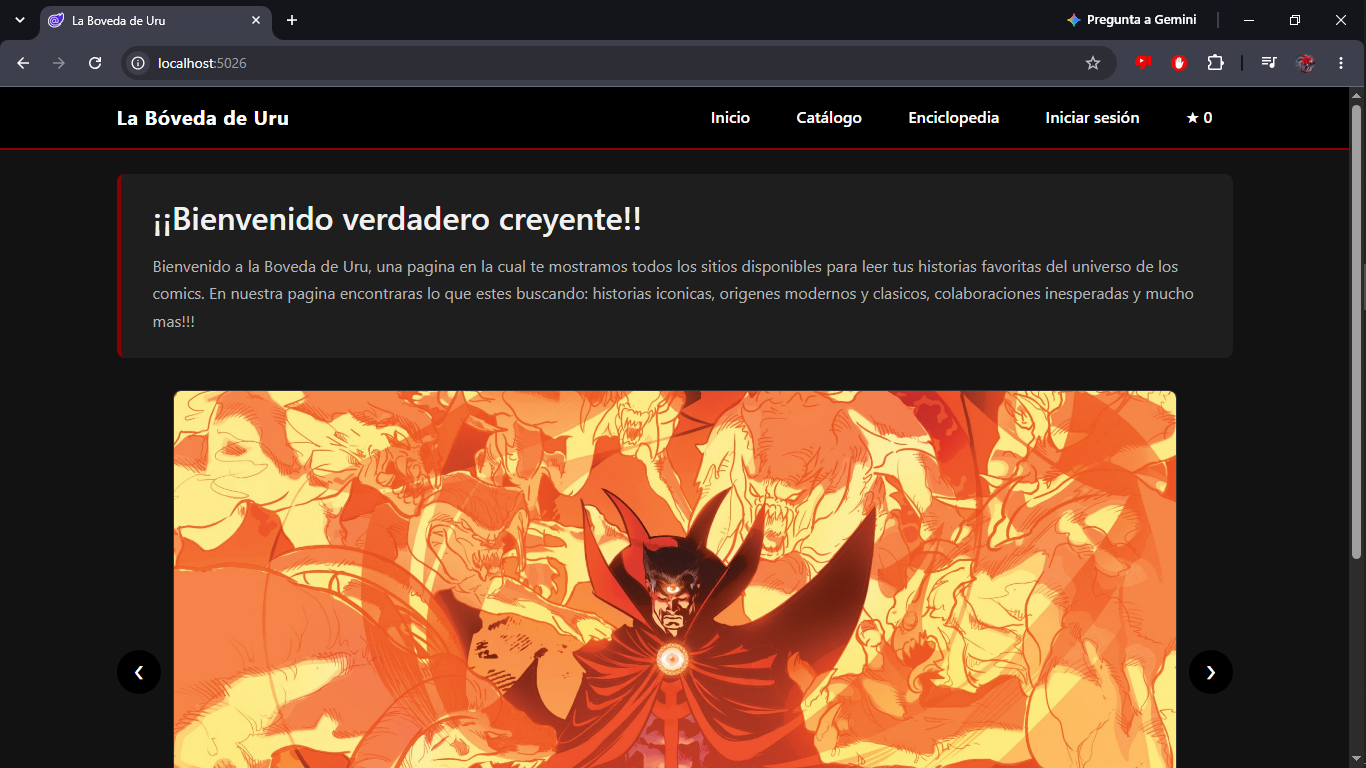 La Boveda de Uru
Pregunta a Gemini
localhost:5026
La Bóveda de Uru
Inicio
Catálogo
Enciclopedia
Iniciar sesión
★ 0
¡¡Bienvenido verdadero creyente!!
Bienvenido a la Boveda de Uru, una pagina en la cual te mostramos todos los sitios disponibles para leer tus historias favoritas del universo de los
comics. En nuestra pagina encontraras lo que estes buscando: historias iconicas, origenes modernos y clasicos, colaboraciones inesperadas y mucho
mas!!!